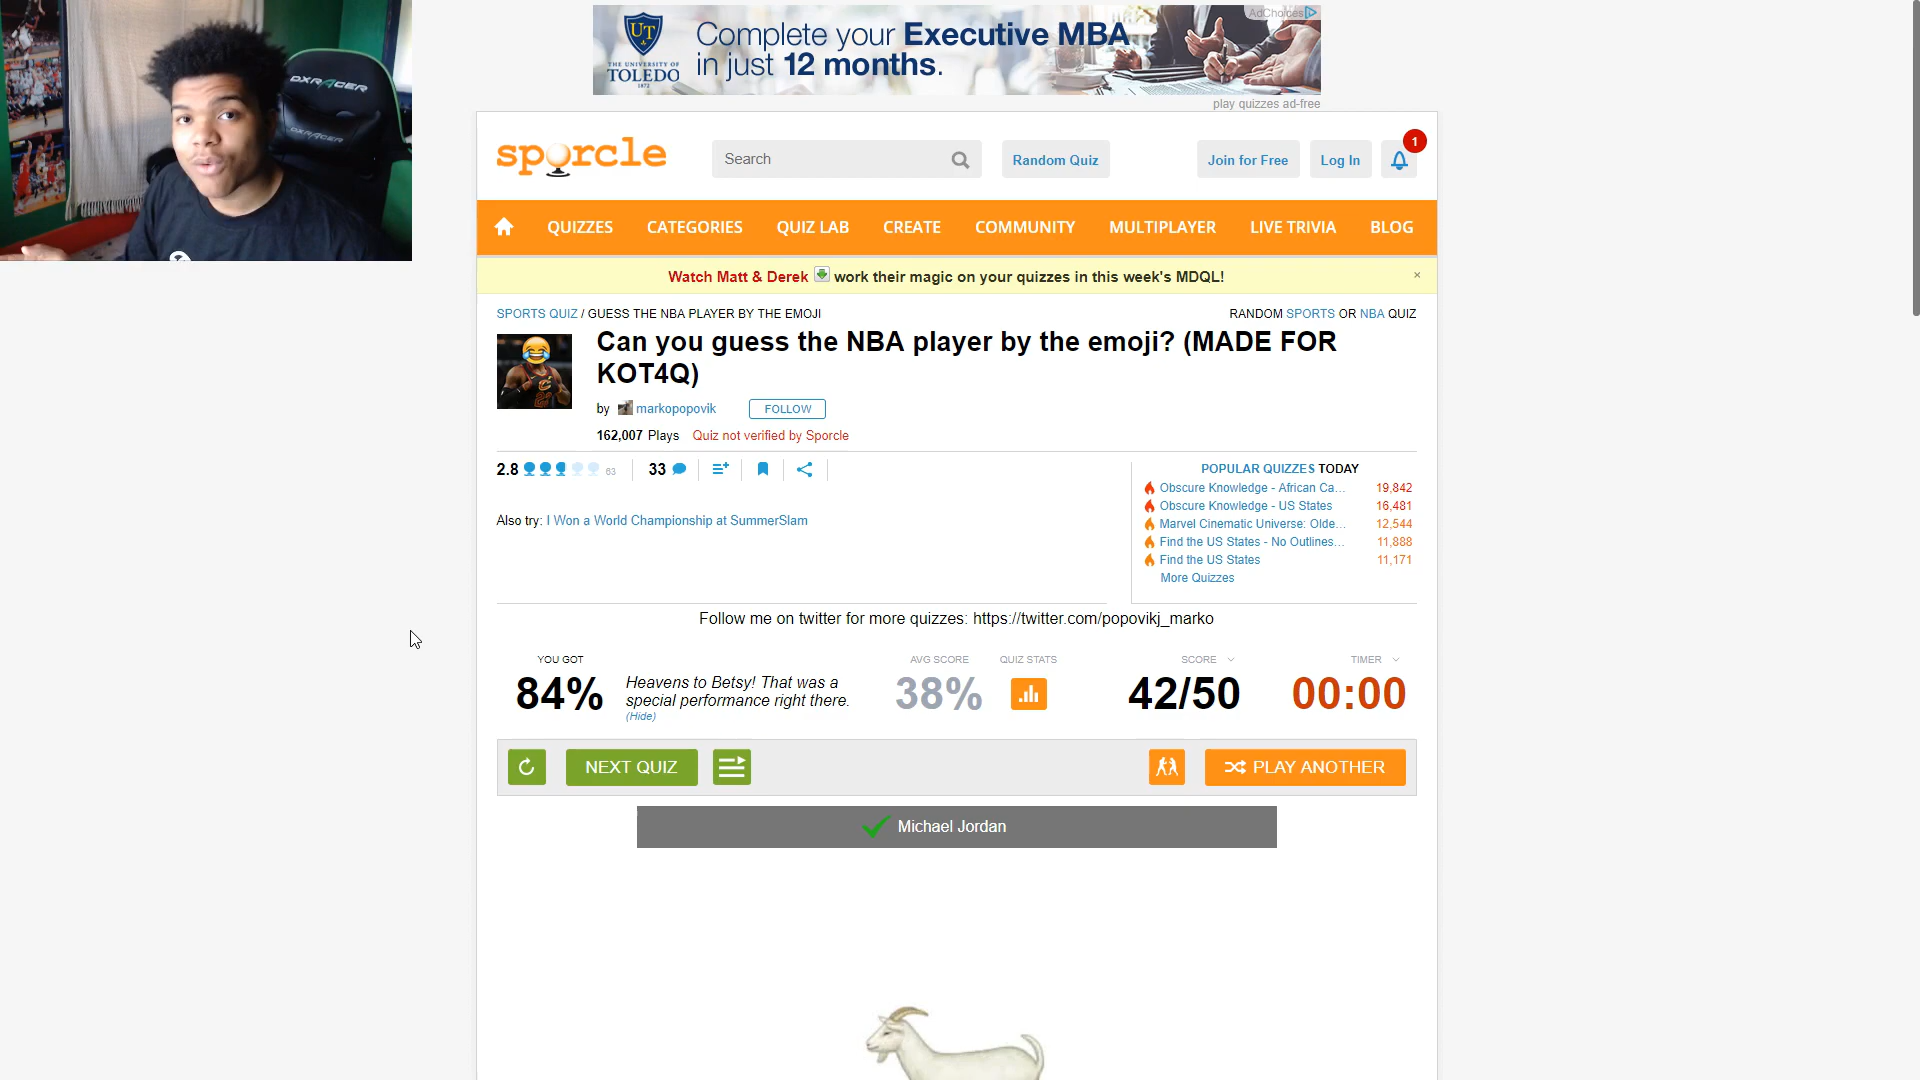 DXRACER
DXRACER
UT
THE UNIVERSITY OF
TOLEDO
1872
Complete your Executive MBA
in just 12 months.
AdChoices
play quizzes ad-free
sporcle
Search
Random Quiz
Join for Free
Log In
1
QUIZZES
CATEGORIES
QUIZ LAB
CREATE
COMMUNITY
MULTIPLAYER
LIVE TRIVIA
BLOG
Watch Matt & Derek work their magic on your quizzes in this week's MDQL!
×
SPORTS QUIZ / GUESS THE NBA PLAYER BY THE EMOJI
RANDOM SPORTS OR NBA QUIZ
Can you guess the NBA player by the emoji? (MADE FOR
KOT4Q)
by markopopovik
FOLLOW
162,007 Plays Quiz not verified by Sporcle
2.8
63
33
POPULAR QUIZZES TODAY
Obscure Knowledge - African Ca... 19,842
Obscure Knowledge - US States 16,481
Marvel Cinematic Universe: Olde... 12,544
Find the US States - No Outlines... 11,888
Find the US States 11,171
More Quizzes
Also try: I Won a World Championship at SummerSlam
Follow me on twitter for more quizzes: https://twitter.com/popovikj_marko
YOU GOT
84%
Heavens to Betsy! That was a
special performance right there.
(Hide)
AVG SCORE
38%
QUIZ STATS
SCORE
42/50
TIMER
00:00
NEXT QUIZ
PLAY ANOTHER
Michael Jordan